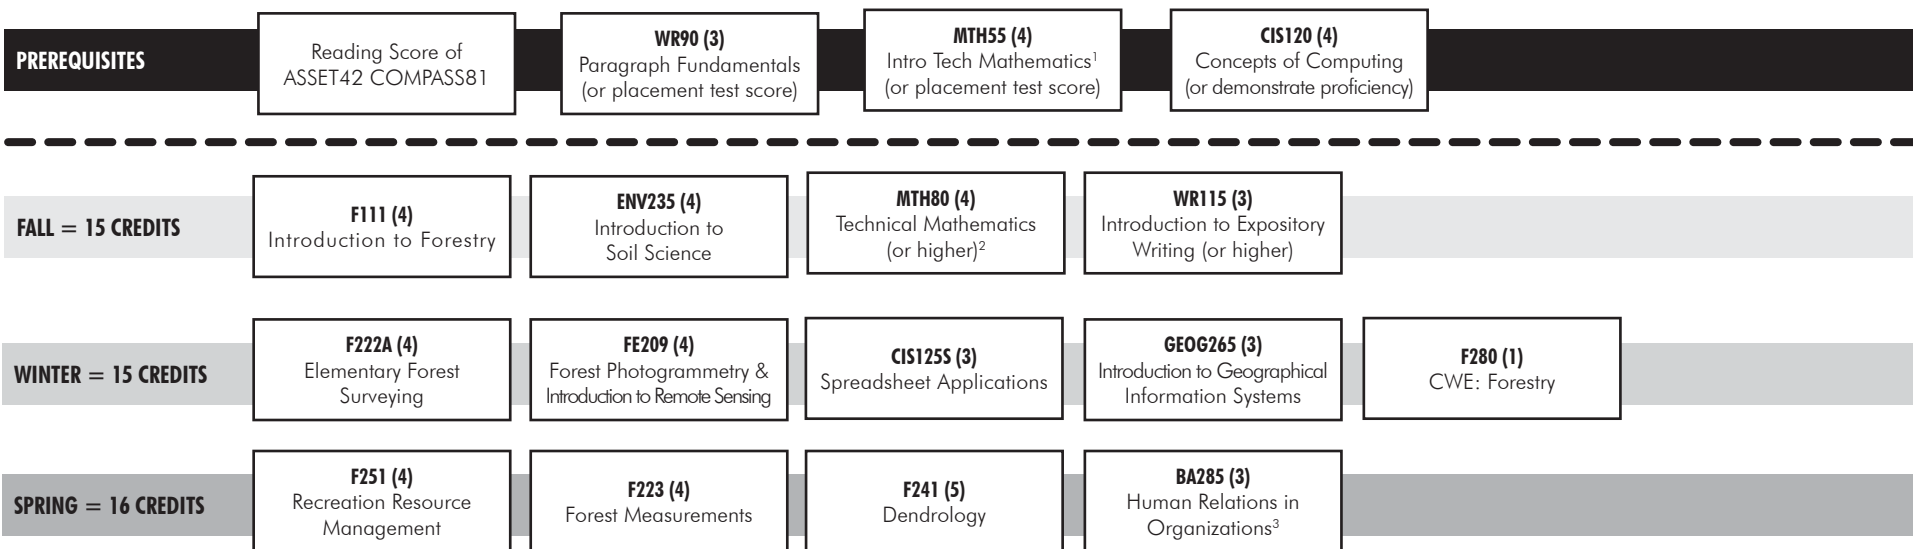 PREREQUISITES
Reading Score of
ASSET42 COMPASS81
WR90 (3)
Paragraph Fundamentals
(or placement test score)
MTH55 (4)
Intro Tech Mathematics¹
(or placement test score)
CIS120 (4)
Concepts of Computing
(or demonstrate proficiency)
FALL = 15 CREDITS
F111 (4)
Introduction to Forestry
ENV235 (4)
Introduction to
Soil Science
MTH80 (4)
Technical Mathematics
(or higher)²
WR115 (3)
Introduction to Expository
Writing (or higher)
WINTER = 15 CREDITS
F222A (4)
Elementary Forest
Surveying
FE209 (4)
Forest Photogrammetry &
Introduction to Remote Sensing
CIS125S (3)
Spreadsheet Applications
GEOG265 (3)
Introduction to Geographical
Information Systems
F280 (1)
CWE: Forestry
SPRING = 16 CREDITS
F251 (4)
Recreation Resource
Management
F223 (4)
Forest Measurements
F241 (5)
Dendrology
BA285 (3)
Human Relations in
Organizations³